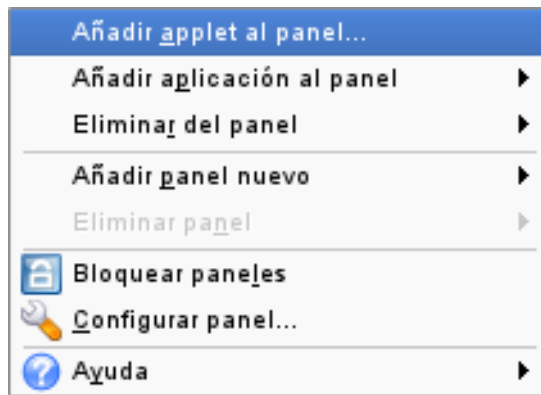 Añadir applet al panel...
Añadir aplicación al panel
Eliminar del panel
Añadir panel nuevo
Eliminar panel
Bloquear paneles
Configurar panel...
Ayuda